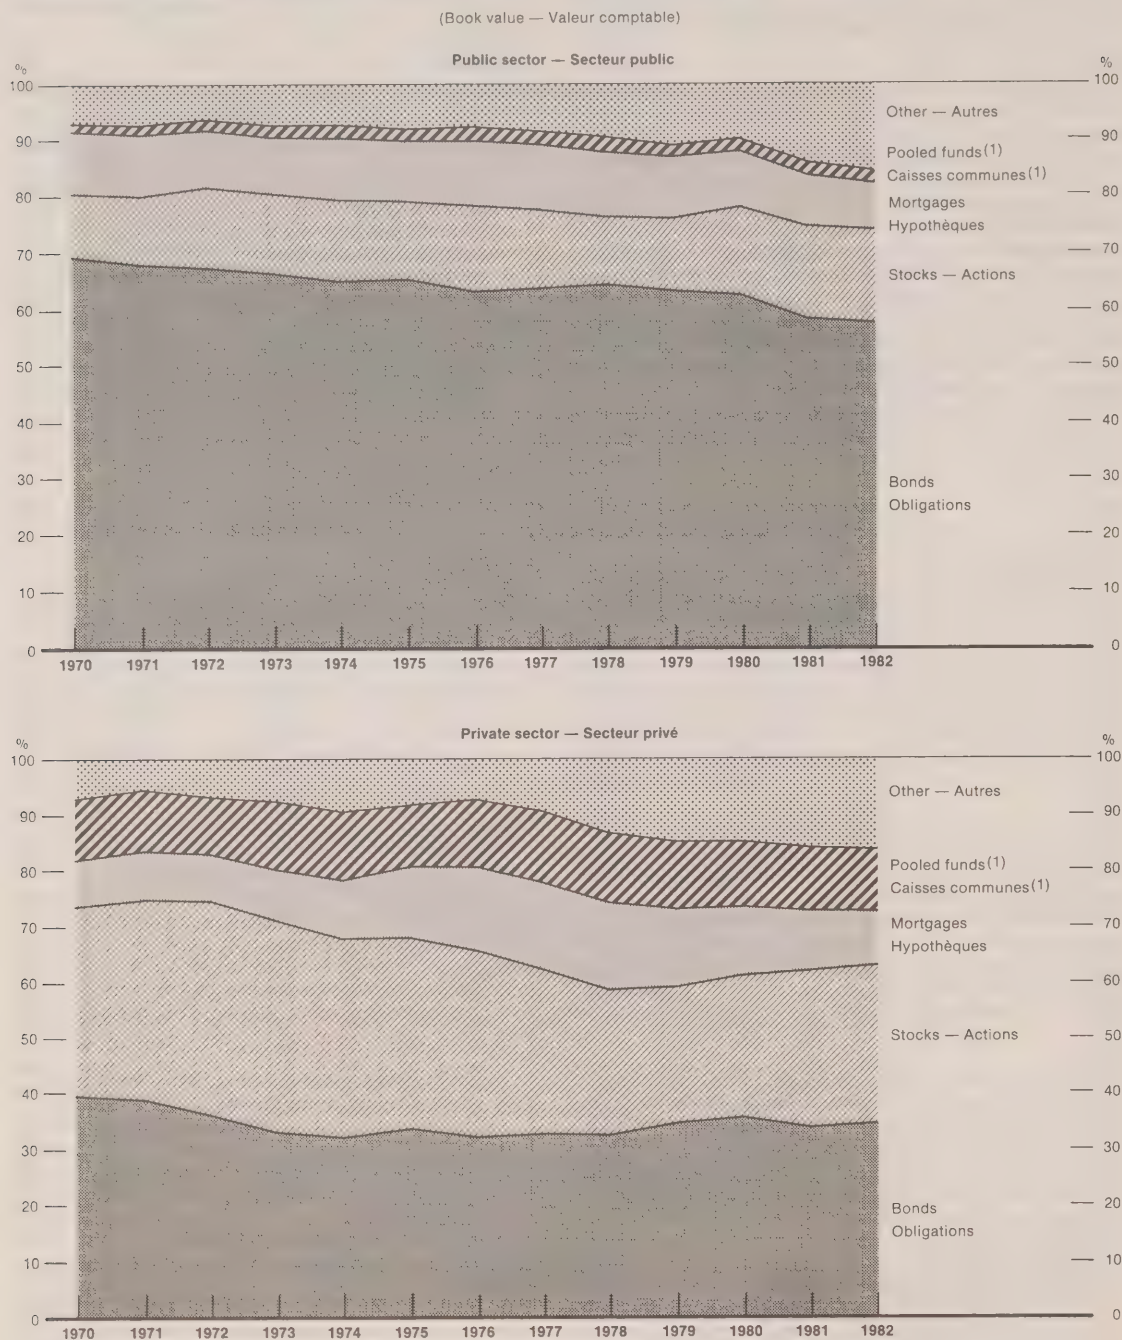 (Book value — Valeur comptable)
Public sector — Secteur public
%
%
100
100
Other — Autres
90
90
Pooled funds(1)
Caisses communes(1)
80
80
Mortgages
Hypothèques
70
70
Stocks — Actions
60
60
50
50
40
40
30
30
Bonds
Obligations
20
20
10
10
0
0
1970 1971 1972 1973 1974 1975 1976 1977 1978 1979 1980 1981 1982
Private sector — Secteur privé
%
%
100
100
Other — Autres
90
90
Pooled funds(1)
Caisses communes(1)
80
80
Mortgages
Hypothèques
70
70
60
60
Stocks — Actions
50
50
40
40
30
30
Bonds
Obligations
20
20
10
10
0
0
1970 1971 1972 1973 1974 1975 1976 1977 1978 1979 1980 1981 1982